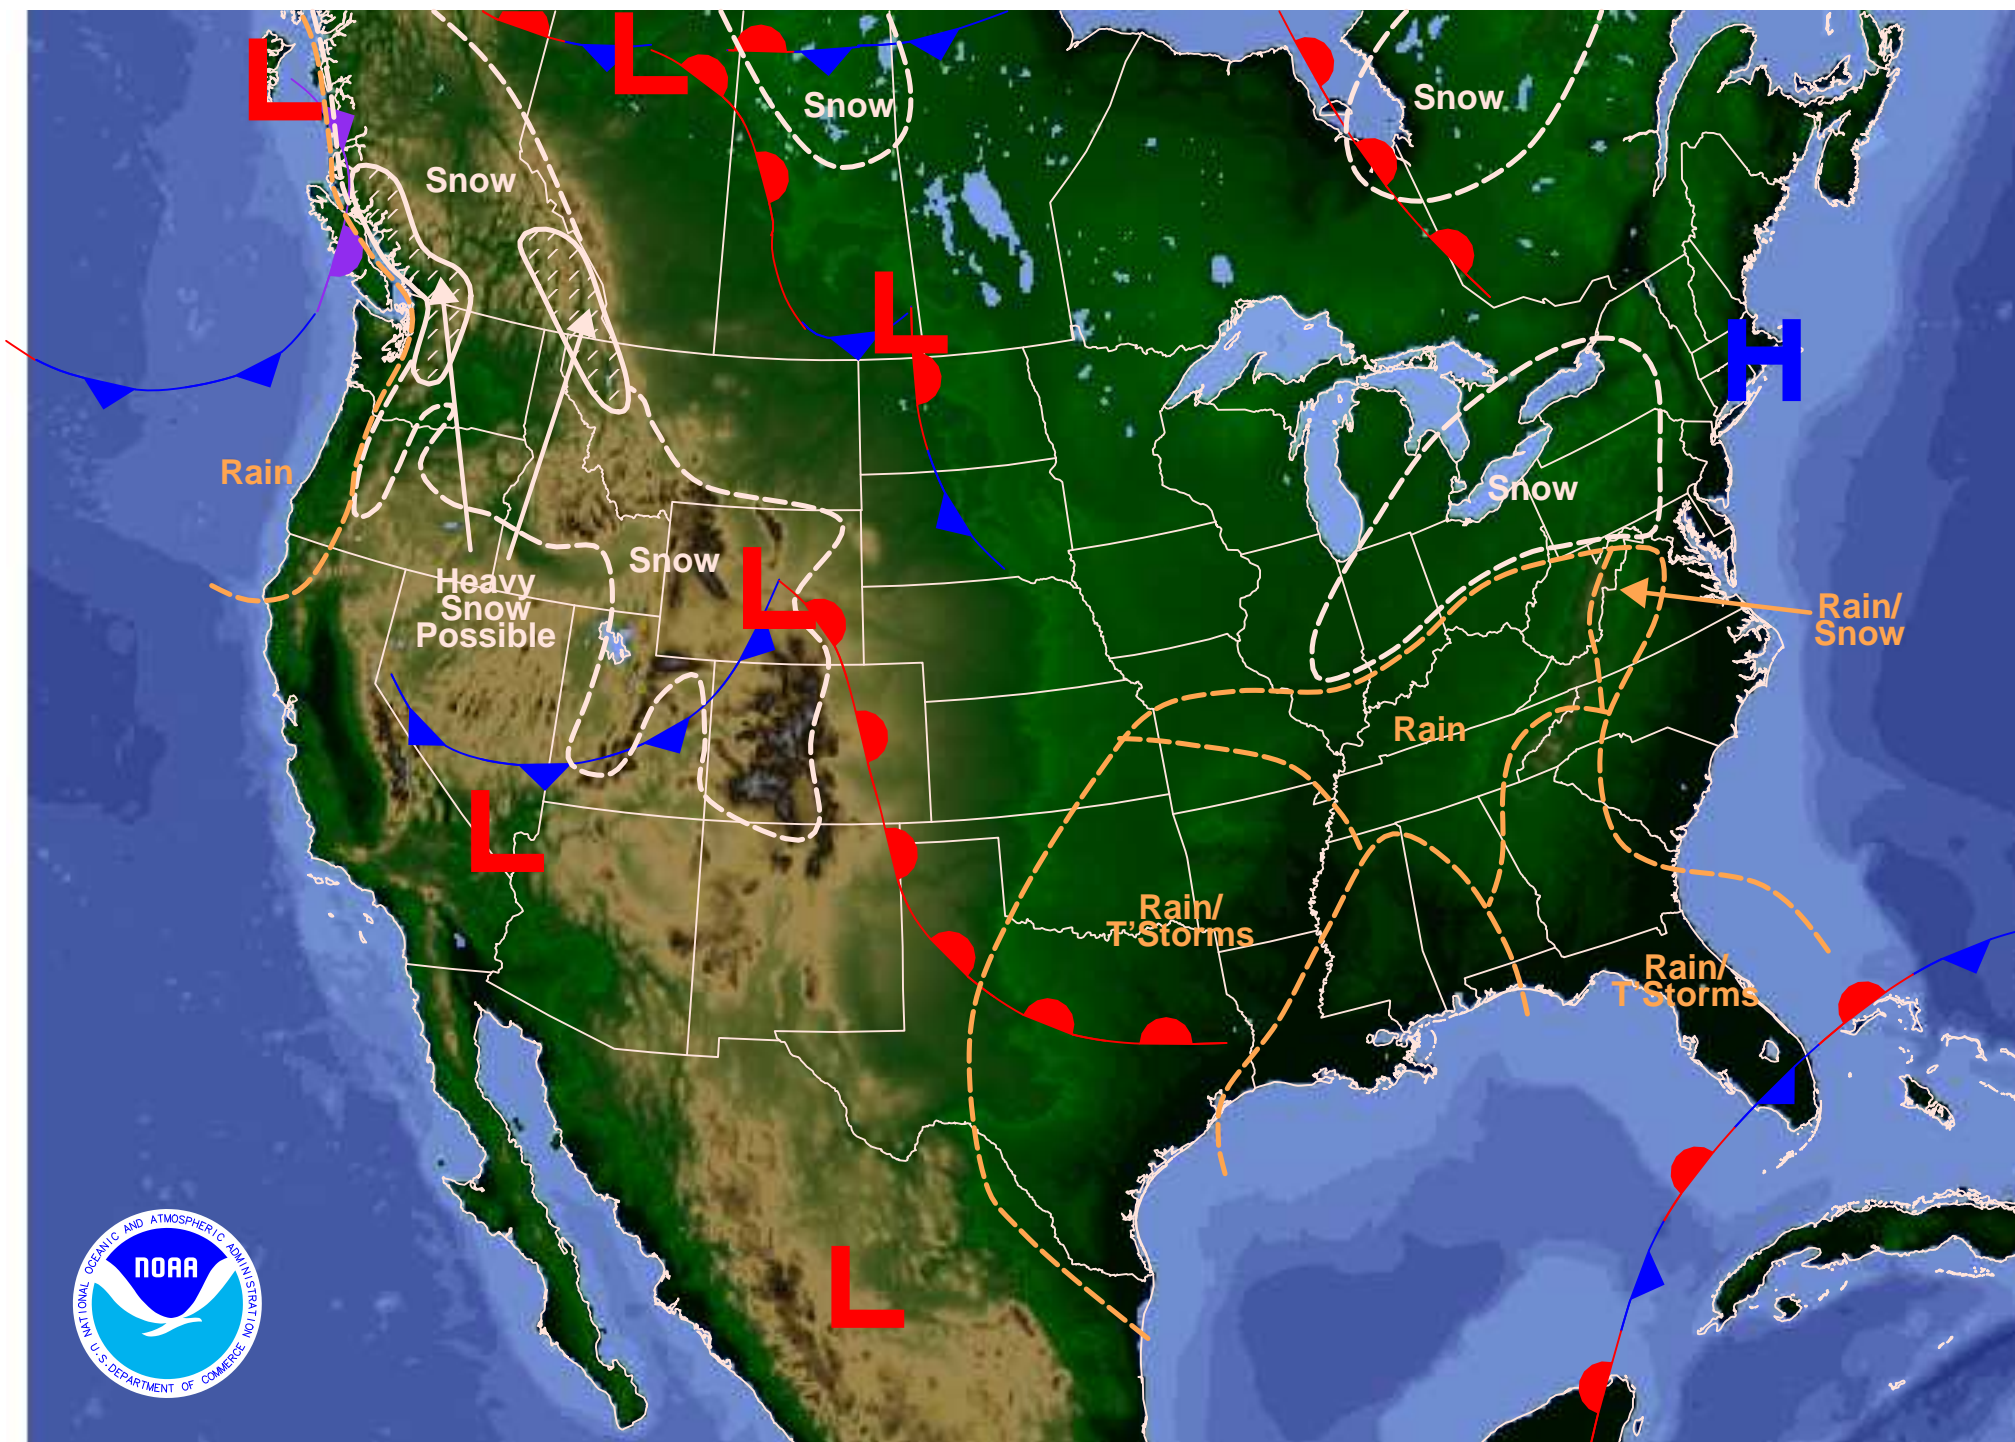 L
L
Snow
Snow
Snow
L
H
Rain
Snow
Snow
L
Heavy
Snow
Possible
Rain/
Snow
Rain
L
Rain/
T'Storms
Rain/
T'Storms
L
NATIONAL OCEANIC AND ATMOSPHERIC ADMINISTRATION
NOAA
U.S. DEPARTMENT OF COMMERCE